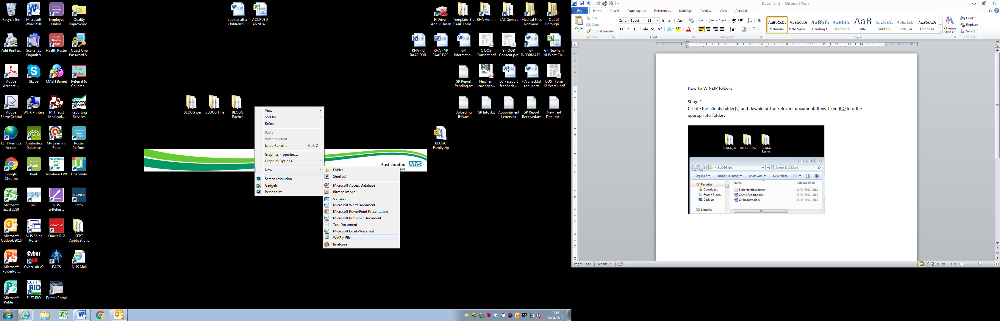 Recycle Bin
Microsoft
Word 2010
Employee
Online
Quality
Improveme...
Add Printers
ScanSnap
Organizer
Health Roster
Quest One
Password S...
Adobe
Acrobat ...
Skype
MASH Barnet
Referral to
Children...
Adobe
FormsCentral
WHK Printers
MH Trust
Medicati...
Reporting
Services
ELFT Remote
Access
Antibiotics
Database
My Learning
Zone
Roster
Perform
Google
Chrome
Bank
Newham EPR
UpToDate
Microsoft
Excel 2010
BNF
NHS
e-Referr...
Datix
Microsoft
Outlook 2010
NHS Spine
Portal
Oracle R12
SEPT
Applications
Microsoft
PowerPoi...
CyberLab v9
PACS
NHS Mail
Microsoft
Publish...
ELFT RiO
Printer Portal
Looked after
Children's ...
ACCRUED
ANNUA...
H Drive -
Abdul Hasan
Template-B...
BAAF Form...
RHA Admin
LAC Service
Medical Files
- Nehwam ...
Out of
Borough ...
RHA - C
-BAAF FOR...
RHA - YP
-BAAF FOR...
GP
Informatio...
C OOB
Consent.pdf
YP OOB
Consent.pdf
GP
INFORMATI...
GP Newham
NHS.net Co...
GP Report
Pending.txt
Newham
leavingca...
LC Passport
feedback ...
HA checklist
tool.docx
DUST Form
12 Years+.pdf
Uploading
IHA.txt
GP Info .txt
Appointment
Letters.txt
GP Report
Received.txt
New Text
Docume...
BLOGG
Family.zip
BLOGG joe
BLOGG Tina
BLOGG
Rachel
View
Sort by
Refresh
Paste
Paste shortcut
Undo Rename Ctrl+Z
Graphics Properties...
Graphics Options
New
Screen resolution
Gadgets
Personalize
Folder
Shortcut
Microsoft Access Database
Bitmap image
Contact
Microsoft Word Document
Microsoft PowerPoint Presentation
Microsoft Publisher Document
Text Document
Microsoft Excel Worksheet
WinZip File
Briefcase
East London NHS
13:18
13/04/2017
Document1 - Microsoft Word
File Home Insert Page Layout References Mailings Review View Acrobat
Paste
Cut
Copy
Format Painter
Clipboard
Calibri (Body) 11
Font
Paragraph
AaBbCcDc AaBbCcDc AaBbC AaBbCc AaB AaBbCc. AaBbCcDi AaBbCcDi
¶ Normal ¶ No Spaci... Heading 1 Heading 2 Title Subtitle Subtle Em... Emphasis
Styles
Change
Styles
Find
Replace
Select
Editing
How to WINZIP folders
Stage 1
Create the clients folder(s) and download the relevant documentations from RiO into the
appropriate folder.
BLOGG joe
BLOGG Tina
BLOGG
Rachel
BLOGG joe
Search BLOGG joe
Organize Include in library Share with New folder
Favorites
Downloads
Recent Places
Desktop
Libraries
Name Date modified
Birth Notification.txt 13/04/2017 13:12
CAMS Report.docx 13/04/2017 13:13
GP Request.docx 13/04/2017 13:13
Page: 1 of 1 Words: 21
110%